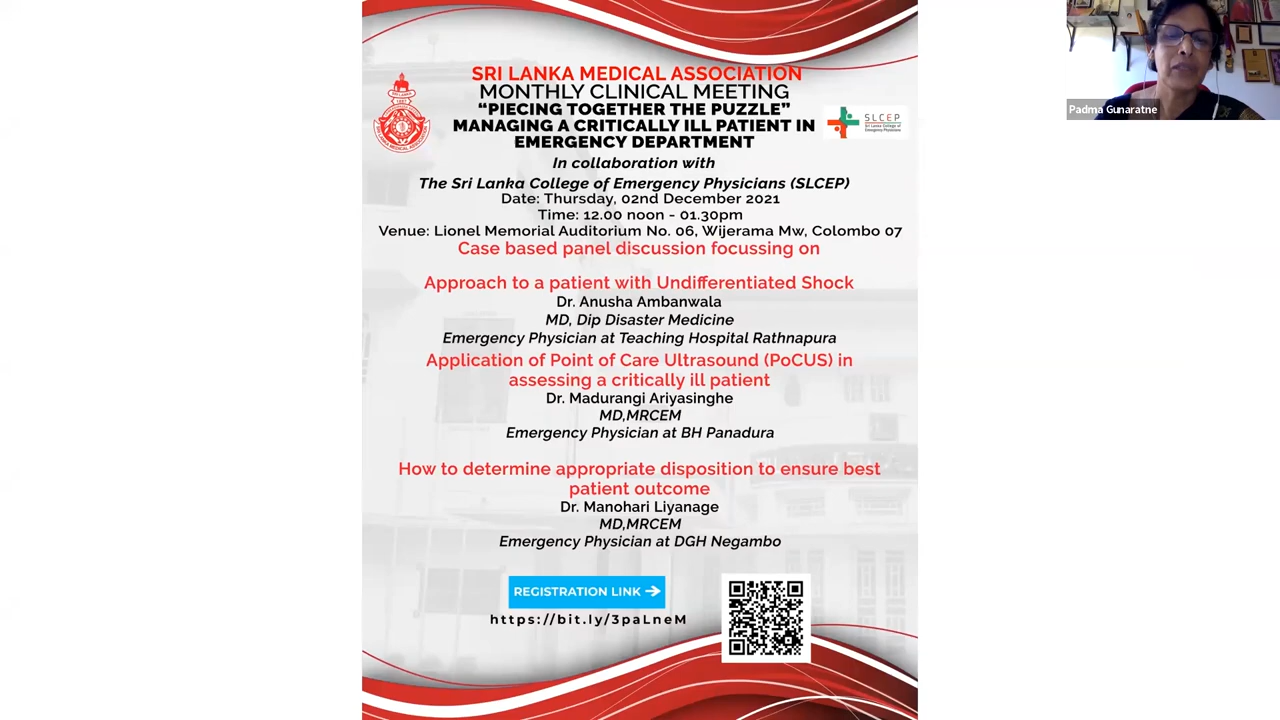 SRI LANKA MEDICAL ASSOCIATION
MONTHLY CLINICAL MEETING
“PIECING TOGETHER THE PUZZLE”
MANAGING A CRITICALLY ILL PATIENT IN
EMERGENCY DEPARTMENT
SLCEP
Sri Lanka College of
Emergency Physicians
In collaboration with
The Sri Lanka College of Emergency Physicians (SLCEP)
Date: Thursday, 02nd December 2021
Time: 12.00 noon - 01.30pm
Venue: Lionel Memorial Auditorium No. 06, Wijerama Mw, Colombo 07
Case based panel discussion focussing on
Approach to a patient with Undifferentiated Shock
Dr. Anusha Ambanwala
MD, Dip Disaster Medicine
Emergency Physician at Teaching Hospital Rathnapura
Application of Point of Care Ultrasound (PoCUS) in
assessing a critically ill patient
Dr. Madurangi Ariyasinghe
MD,MRCEM
Emergency Physician at BH Panadura
How to determine appropriate disposition to ensure best
patient outcome
Dr. Manohari Liyanage
MD,MRCEM
Emergency Physician at DGH Negambo
REGISTRATION LINK
https://bit.ly/3paLneM
Padma Gunaratne